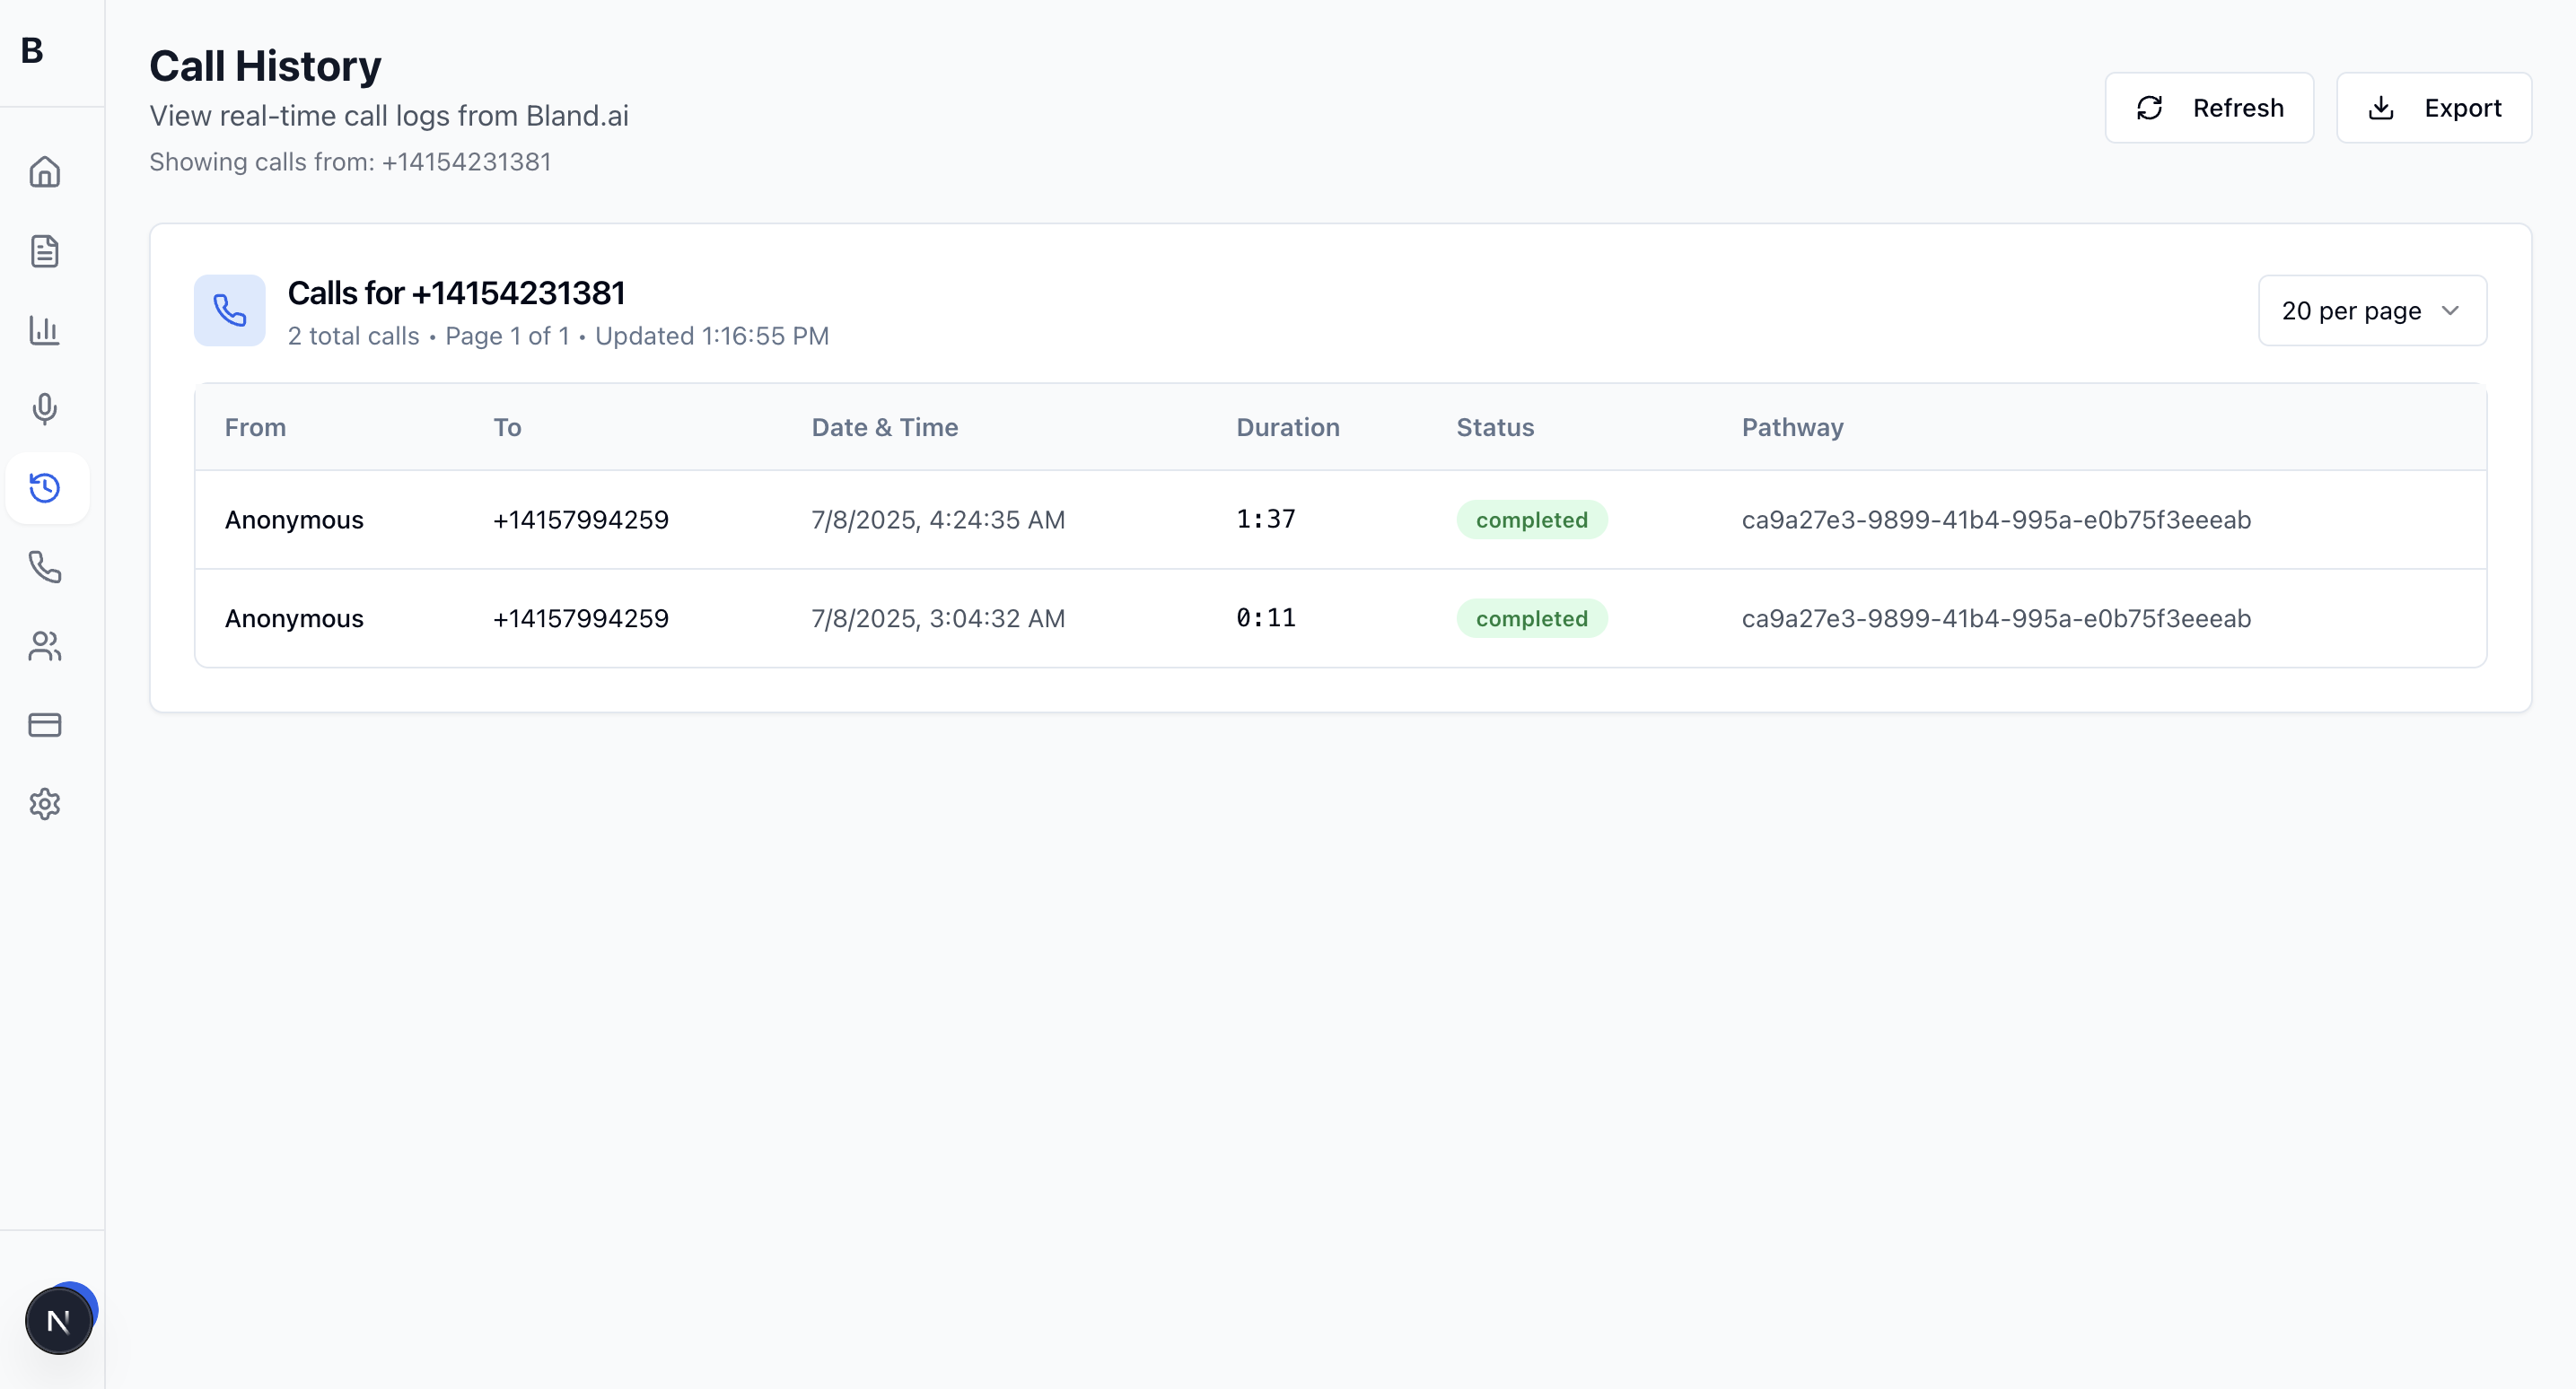 B
Call History
View real-time call logs from Bland.ai
Showing calls from: +14154231381
Refresh
Export
Calls for +14154231381
2 total calls • Page 1 of 1 • Updated 1:16:55 PM
20 per page
From To Date & Time Duration Status Pathway
Anonymous +14157994259 7/8/2025, 4:24:35 AM 1:37 completed ca9a27e3-9899-41b4-995a-e0b75f3eeeab
Anonymous +14157994259 7/8/2025, 3:04:32 AM 0:11 completed ca9a27e3-9899-41b4-995a-e0b75f3eeeab
N